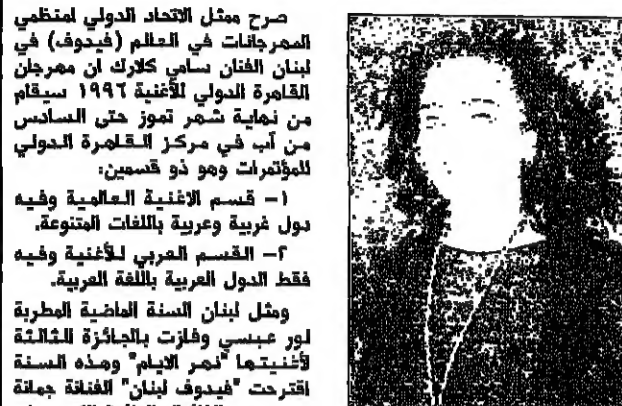 صرح ممثل الاتحاد الدولي لمنظمي
المهرجانات في العالم (فيدوف) في
لبنان الفنان سامي كلارك ان مهرجان
القاهرة الدولي للأغنية ١٩٩٦ سيقام
من نهاية شهر تموز حتى السادس
من آب في مركز القاهرة الدولي
للمؤتمرات وهو ذو قسمين:
١– قسم الاغنية العالمية وفيه
دول غربية وعربية باللغات المتنوعة.
٢– القسم العربي للأغنية وفيه
فقط الدول العربية باللغة العربية.
ومثل لبنان السنة الماضية المطربة
لور عبسي وفازت بالجائزة الثالثة
لأغنيتها "نهر الايام" وهذه السنة
اقترحت "فيدوف لبنان" الفنانة جمانة